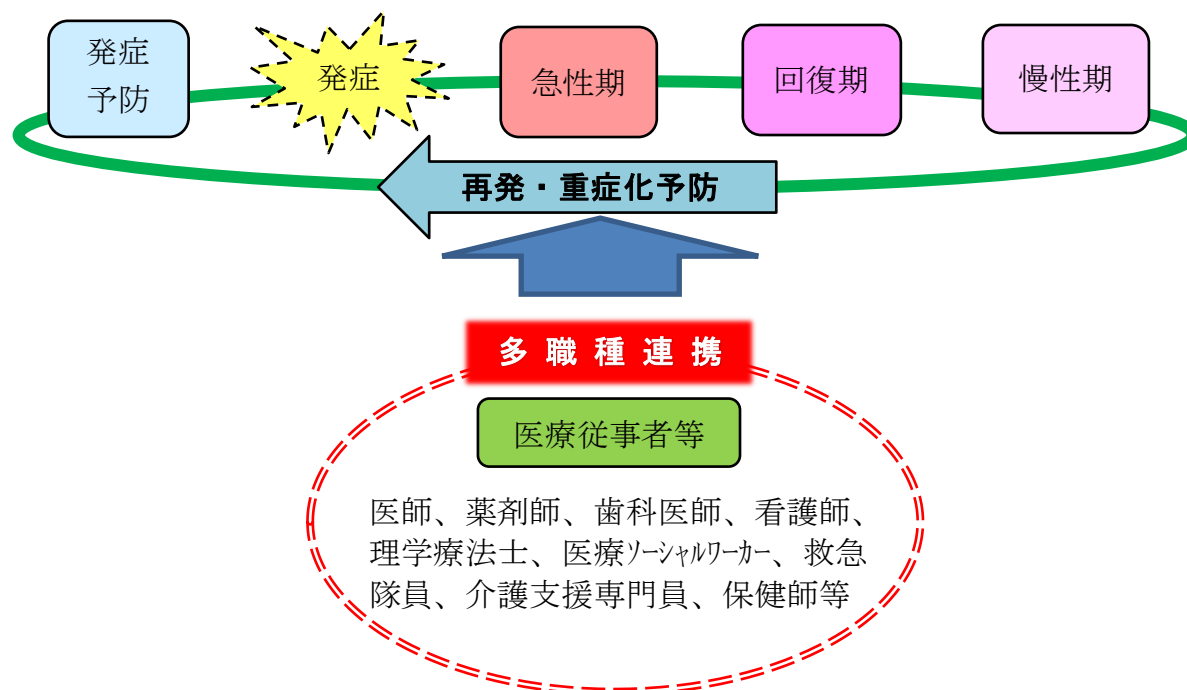 発症
予防
発症
急性期
回復期
慢性期
再発・重症化予防
多職種連携
医療従事者等
医師、薬剤師、歯科医師、看護師、
理学療法士、医療ｿｰｼｬﾙﾜｰｶｰ、救急
隊員、介護支援専門員、保健師等